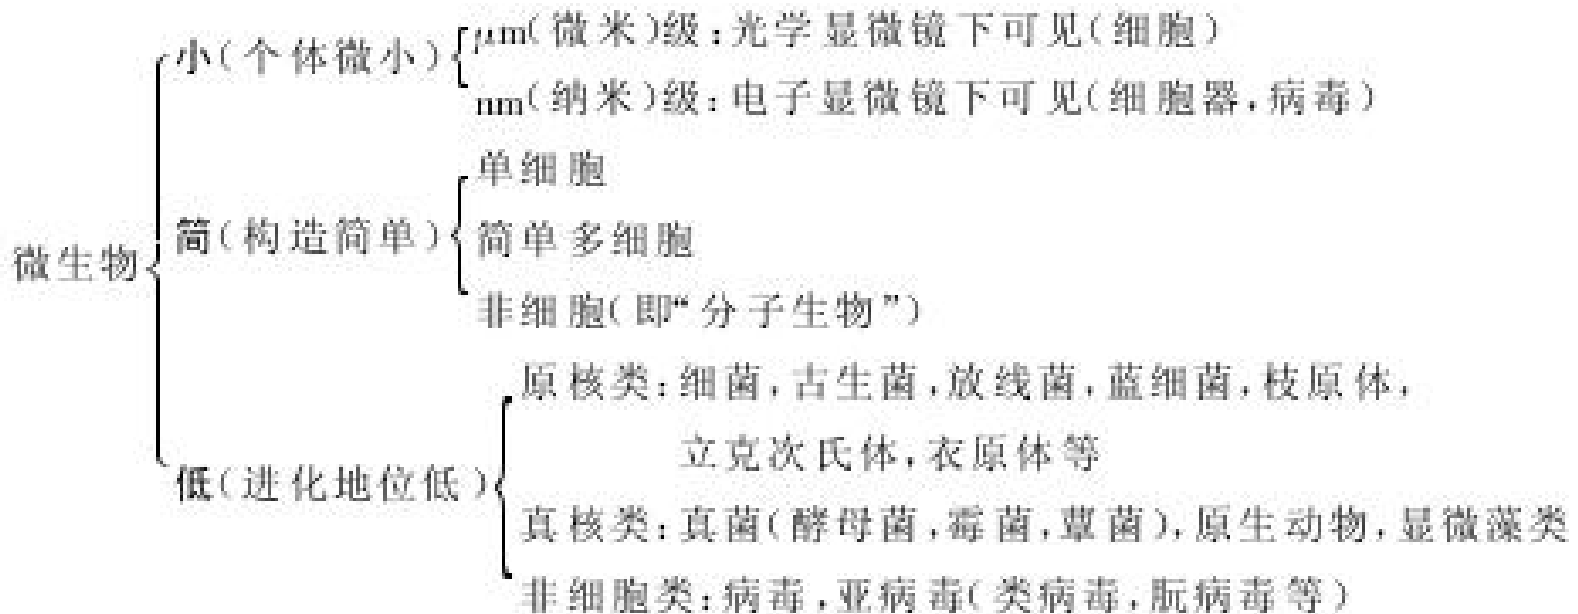 μm(微米)级:光学显微镜下可见(细胞)
小(个体微小)
nm(纳米)级:电子显微镜下可见(细胞器,病毒)
单细胞
简(构造简单)
简单多细胞
微生物
非细胞(即“分子生物”)
原核类:细菌,古生菌,放线菌,蓝细菌,枝原体,
立克次氏体,衣原体等
低(进化地位低)
真核类:真菌(酵母菌,霉菌,蕈菌),原生动物,显微藻类
非细胞类:病毒,亚病毒(类病毒,朊病毒等)